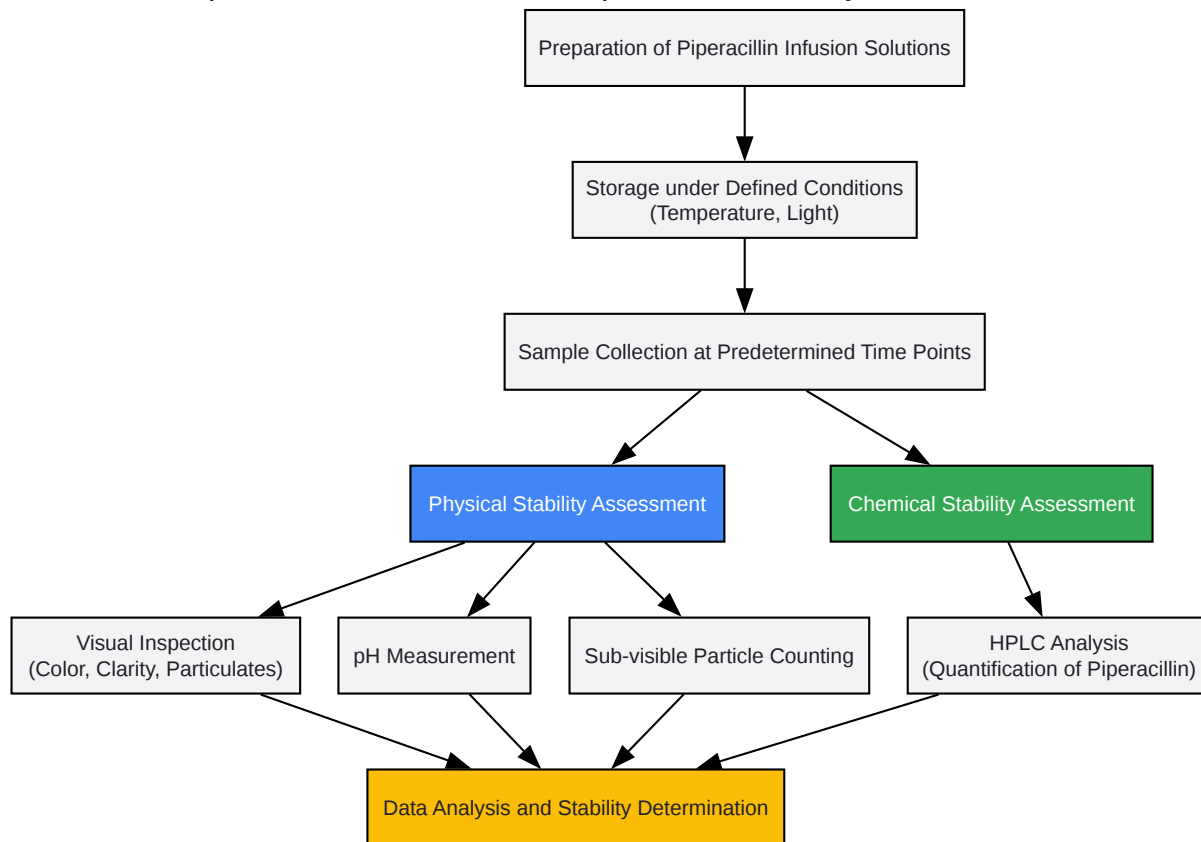 Preparation of Piperacillin Infusion Solutions
Storage under Defined Conditions
(Temperature, Light)
Sample Collection at Predetermined Time Points
Physical Stability Assessment
Chemical Stability Assessment
Visual Inspection
(Color, Clarity, Particulates)
pH Measurement
Sub-visible Particle Counting
HPLC Analysis
(Quantification of Piperacillin)
Data Analysis and Stability Determination